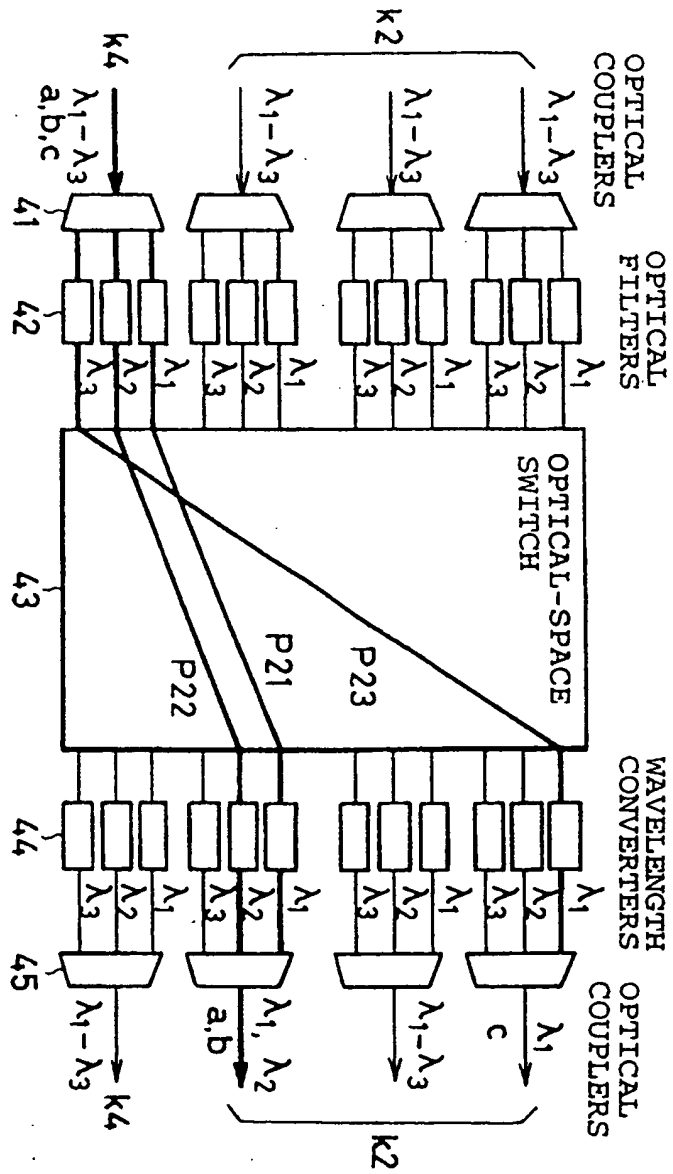 OPTICAL
COUPLERS
OPTICAL
FILTERS
OPTICAL-SPACE
SWITCH
WAVELENGTH
CONVERTERS
OPTICAL
COUPLERS
k2
λ1-λ3
λ1-λ3
λ1-λ3
k4
λ1-λ3
a,b,c
λ1
λ2
λ3
λ1
λ2
λ3
λ1
λ2
λ3
λ1
λ2
λ3
P23
P21
P22
λ1
λ2
λ3
λ1
λ2
λ3
λ1
λ2
λ3
λ1
λ2
λ3
λ1
c
λ1-λ3
λ1, λ2
a,b
λ1-λ3
k2
k4
41
42
43
44
45